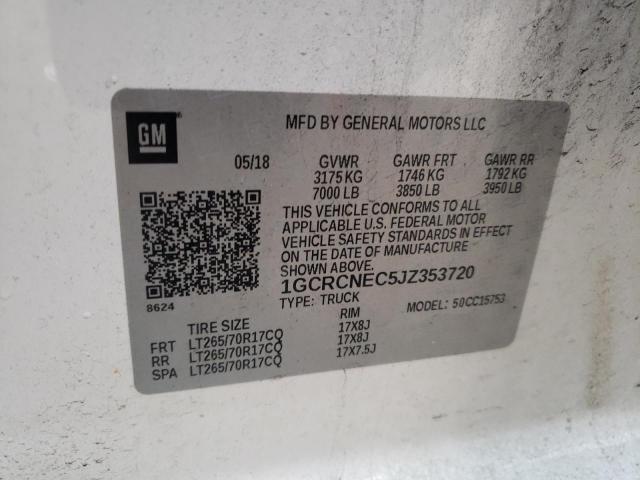 GM
MFD BY GENERAL MOTORS LLC
05/18 GVWR GAWR FRT GAWR RR
3175 KG 1746 KG 1792 KG
7000 LB 3850 LB 3950 LB
THIS VEHICLE CONFORMS TO ALL
APPLICABLE U.S. FEDERAL MOTOR
VEHICLE SAFETY STANDARDS IN EFFECT
ON THE DATE OF MANUFACTURE
SHOWN ABOVE.
8624
1GCRCNEC5JZ353720
TYPE: TRUCK MODEL: 50CC15753
TIRE SIZE RIM
FRT LT265/70R17CQ 17X8J
RR LT265/70R17CQ 17X8J
SPA LT265/70R17CQ 17X7.5J